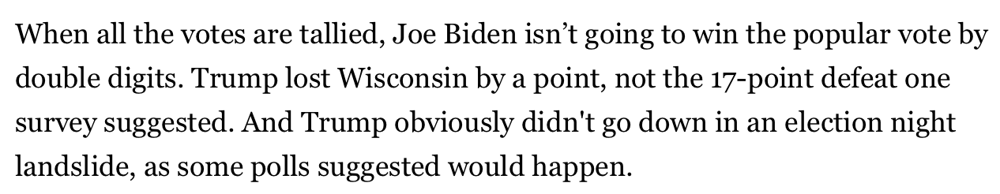 When all the votes are tallied, Joe Biden isn’t going to win the popular vote by
double digits. Trump lost Wisconsin by a point, not the 17-point defeat one
survey suggested. And Trump obviously didn't go down in an election night
landslide, as some polls suggested would happen.